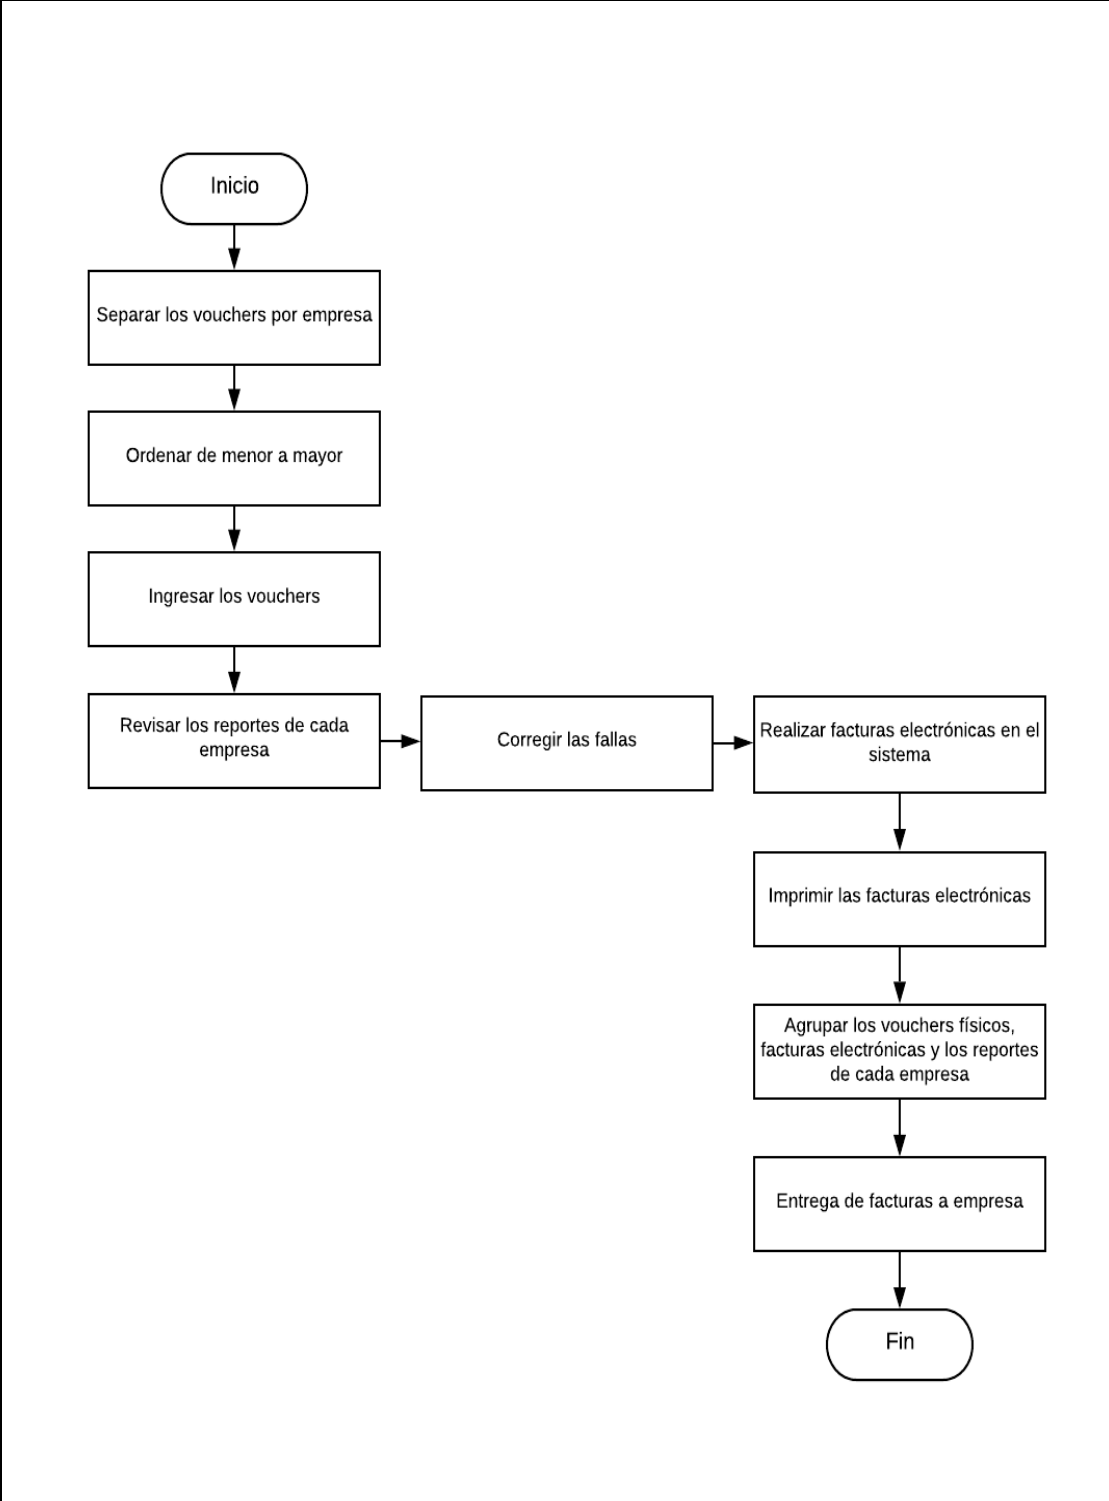 Inicio
Separar los vouchers por empresa
Ordenar de menor a mayor
Ingresar los vouchers
Revisar los reportes de cada
empresa
Corregir las fallas
Realizar facturas electrónicas en el
sistema
Imprimir las facturas electrónicas
Agrupar los vouchers físicos,
facturas electrónicas y los reportes
de cada empresa
Entrega de facturas a empresa
Fin